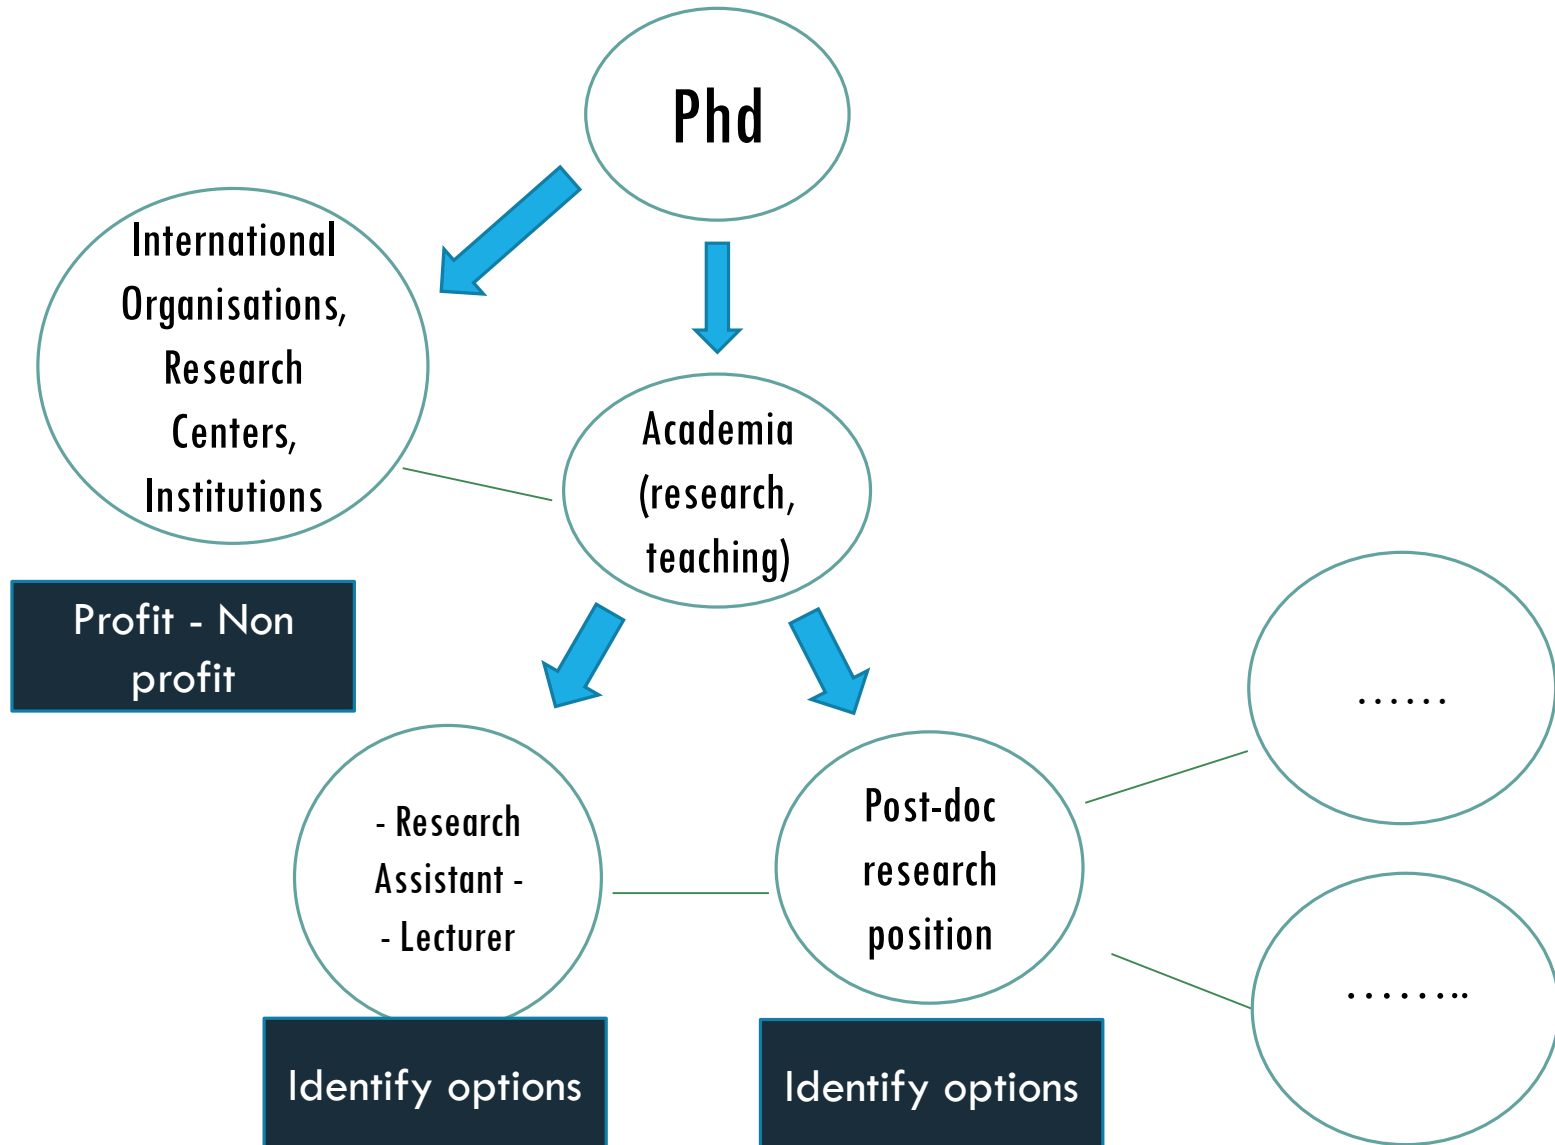 Phd
International
Organisations,
Research
Centers,
Institutions
Academia
(research,
teaching)
Profit - Non
profit
- Research
Assistant -
- Lecturer
Post-doc
research
position
......
........
Identify options
Identify options